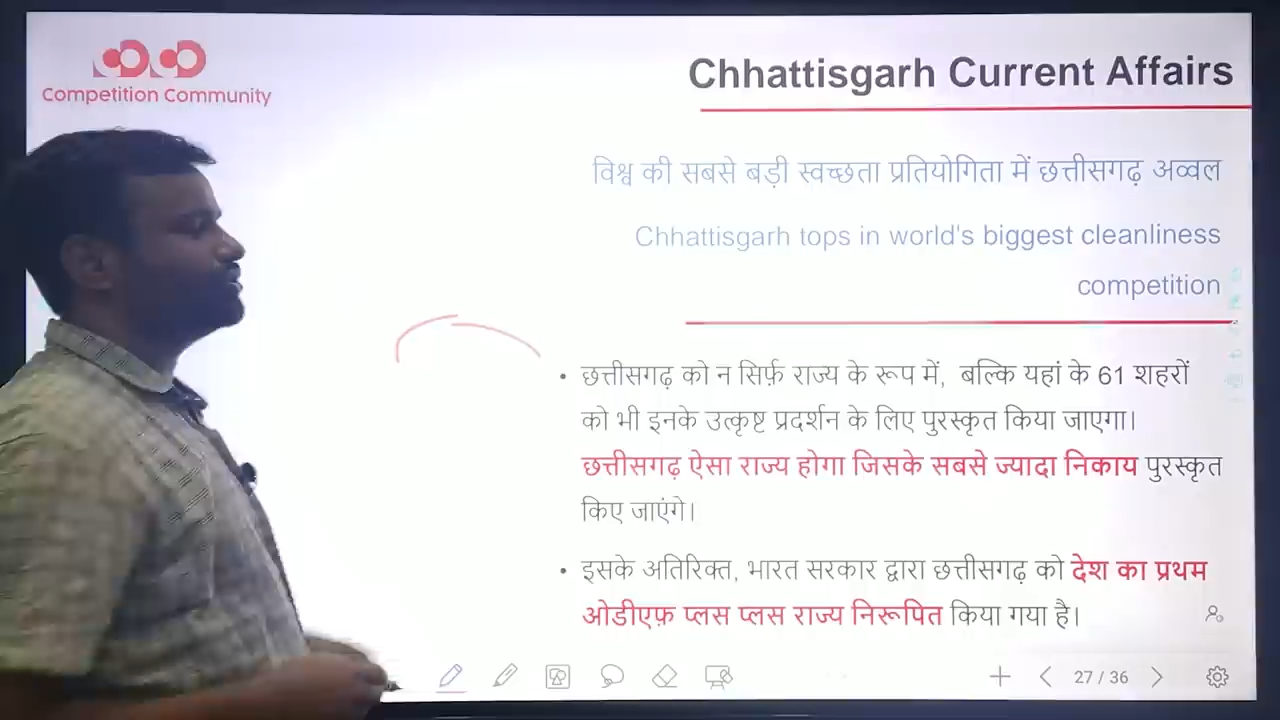 Competition Community
Chhattisgarh Current Affairs
विश्व की सबसे बड़ी स्वच्छता प्रतियोगिता में छत्तीसगढ़ अव्वल
Chhattisgarh tops in world's biggest cleanliness
competition
• छत्तीसगढ़ को न सिर्फ़ राज्य के रूप में, बल्कि यहां के 61 शहरों
को भी इनके उत्कृष्ट प्रदर्शन के लिए पुरस्कृत किया जाएगा।
छत्तीसगढ़ ऐसा राज्य होगा जिसके सबसे ज्यादा निकाय पुरस्कृत
किए जाएंगे।
• इसके अतिरिक्त, भारत सरकार द्वारा छत्तीसगढ़ को देश का प्रथम
ओडीएफ़ प्लस प्लस राज्य निरूपित किया गया है।
27 / 36